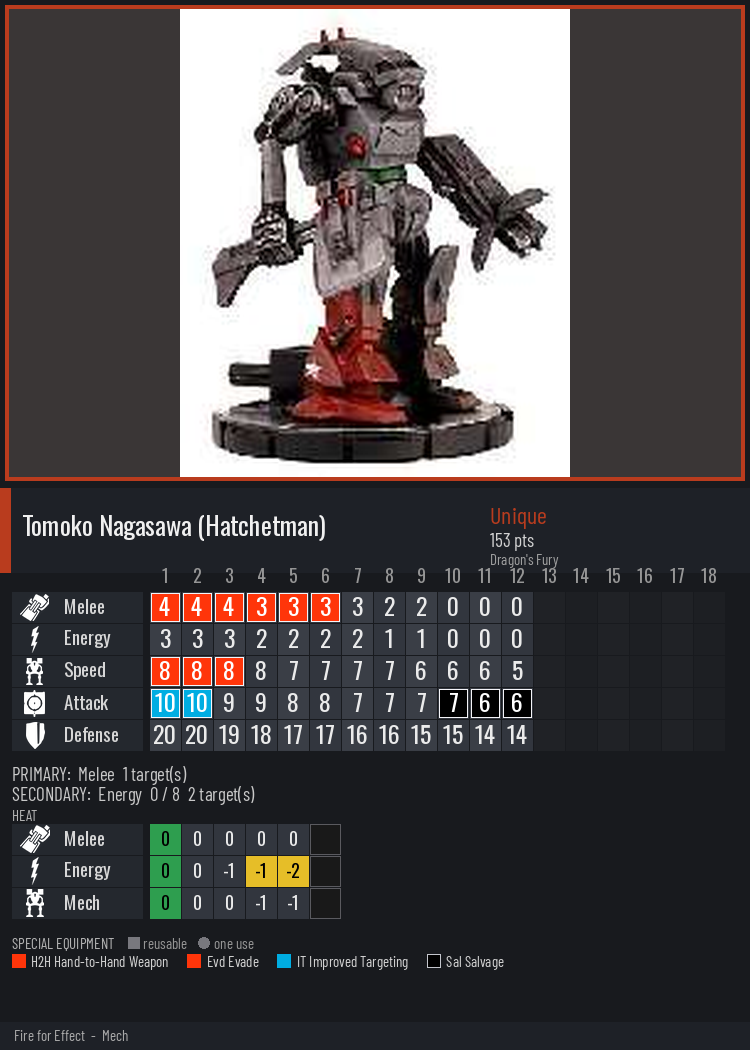 Tomoko Nagasawa (Hatchetman)
Unique
153 pts
Dragon's Fury
1 2 3 4 5 6 7 8 9 10 11 12 13 14 15 16 17 18
Melee 4 4 4 3 3 3 3 2 2 0 0 0
Energy 3 3 3 2 2 2 2 1 1 0 0 0
Speed 8 8 8 8 7 7 7 7 6 6 6 5
Attack 10 10 9 9 8 8 7 7 7 7 6 6
Defense 20 20 19 18 17 17 16 16 15 15 14 14
PRIMARY: Melee 1 target(s)
SECONDARY: Energy 0 / 8 2 target(s)
HEAT
Melee 0 0 0 0 0
Energy 0 0 -1 -1 -2
Mech 0 0 0 -1 -1
SPECIAL EQUIPMENT reusable one use
H2H Hand-to-Hand Weapon Evd Evade IT Improved Targeting Sal Salvage
Fire for Effect - Mech